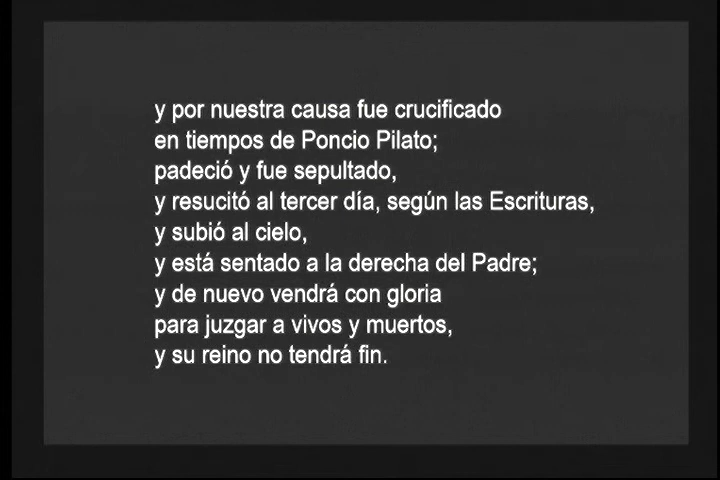 y por nuestra causa fue crucificado
en tiempos de Poncio Pilato;
padeció y fue sepultado,
y resucitó al tercer día, según las Escrituras,
y subió al cielo,
y está sentado a la derecha del Padre;
y de nuevo vendrá con gloria
para juzgar a vivos y muertos,
y su reino no tendrá fin.